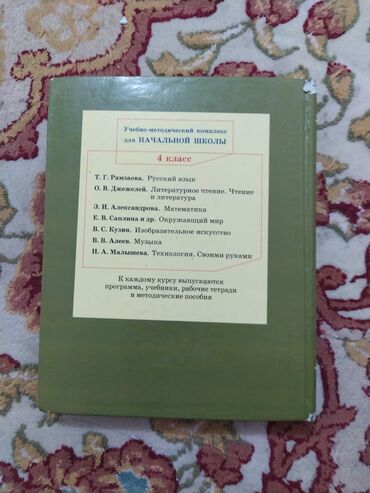 Учебно-методический комплекс
для НАЧАЛЬНОЙ ШКОЛЫ
4 класс
Т. Г. Рамзаева. Русский язык
О. В. Джежелей. Литературное чтение. Чтение
и литература
Э. И. Александрова. Математика
Е. В. Саплина и др. Окружающий мир
В. С. Кузин. Изобразительное искусство
В. В. Алеев. Музыка
Н. А. Малышева. Технология. Своими руками
К каждому курсу выпускаются
программа, учебники, рабочие тетради
и методические пособия